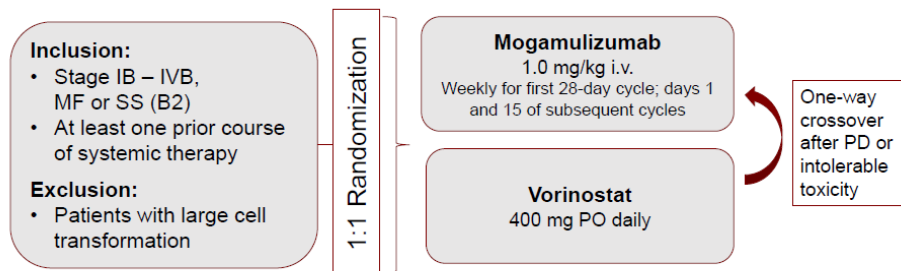 Inclusion:
• Stage IB – IVB,
MF or SS (B2)
• At least one prior course
of systemic therapy
Exclusion:
• Patients with large cell
transformation
1:1 Randomization
Mogamulizumab
1.0 mg/kg i.v.
Weekly for first 28-day cycle; days 1
and 15 of subsequent cycles
Vorinostat
400 mg PO daily
One-way
crossover
after PD or
intolerable
toxicity